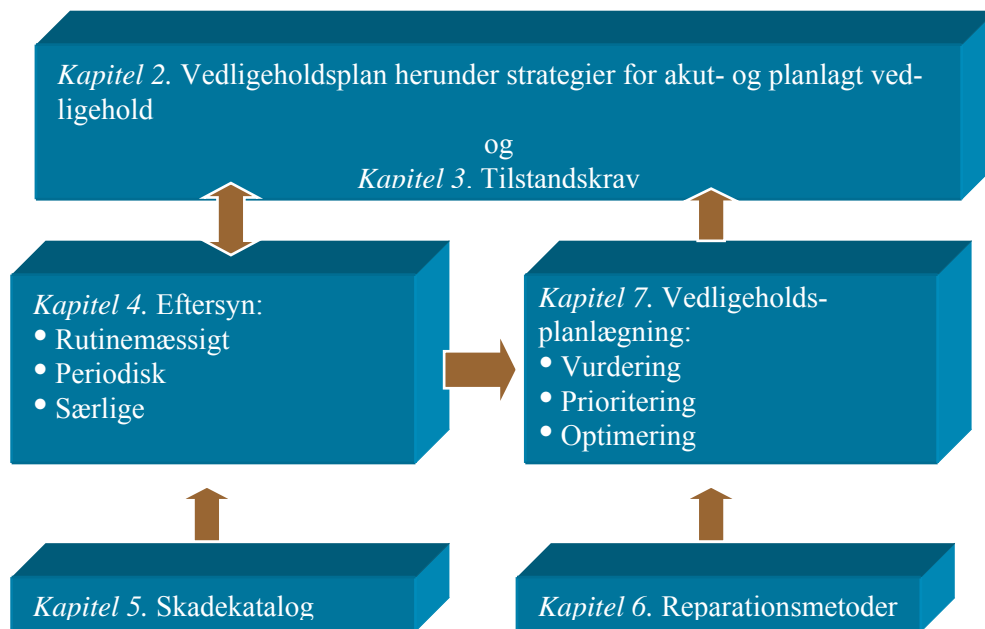 Kapitel 2. Vedligeholdsplan herunder strategier for akut- og planlagt ved-
ligehold
og
Kapitel 3. Tilstandskrav
Kapitel 4. Eftersyn:
• Rutinemæssigt
• Periodisk
• Særlige
Kapitel 7. Vedligeholds-
planlægning:
• Vurdering
• Prioritering
• Optimering
Kapitel 5. Skadekatalog
Kapitel 6. Reparationsmetoder